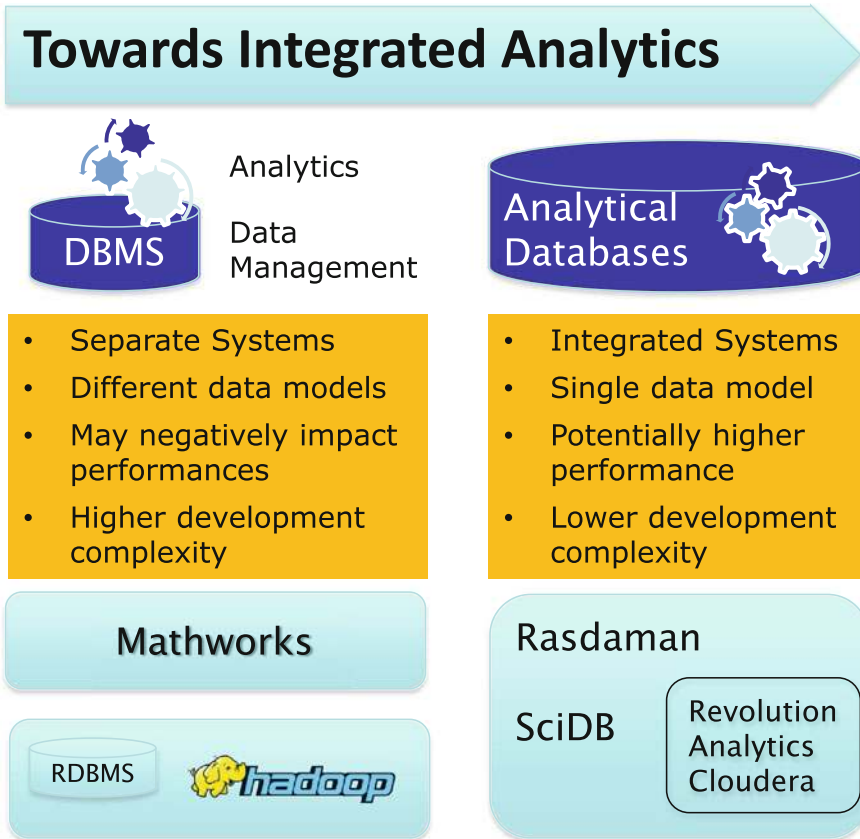 Towards Integrated Analytics
Analytics
DBMS
Data
Management
Analytical
Databases
• Separate Systems
• Different data models
• May negatively impact
performances
• Higher development
complexity
• Integrated Systems
• Single data model
• Potentially higher
performance
• Lower development
complexity
Mathworks
RDBMS
hadoop
Rasdaman
SciDB
Revolution
Analytics
Cloudera